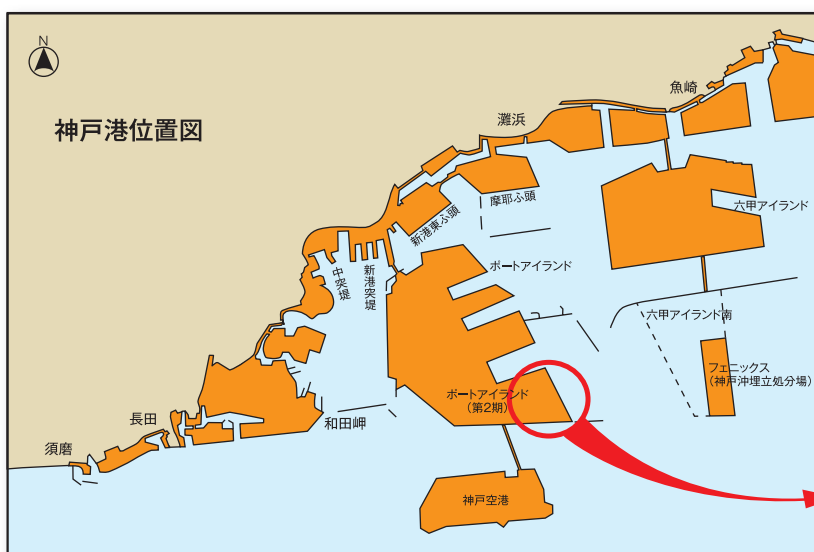 N
神戸港位置図
魚崎
灘浜
摩耶ふ頭
六甲アイランド
新港東ふ頭
ポートアイランド
中突堤
新港突堤
六甲アイランド南
フェニックス
(神戸沖埋立処分場)
ポートアイランド
(第2期)
長田
和田岬
須磨
神戸空港